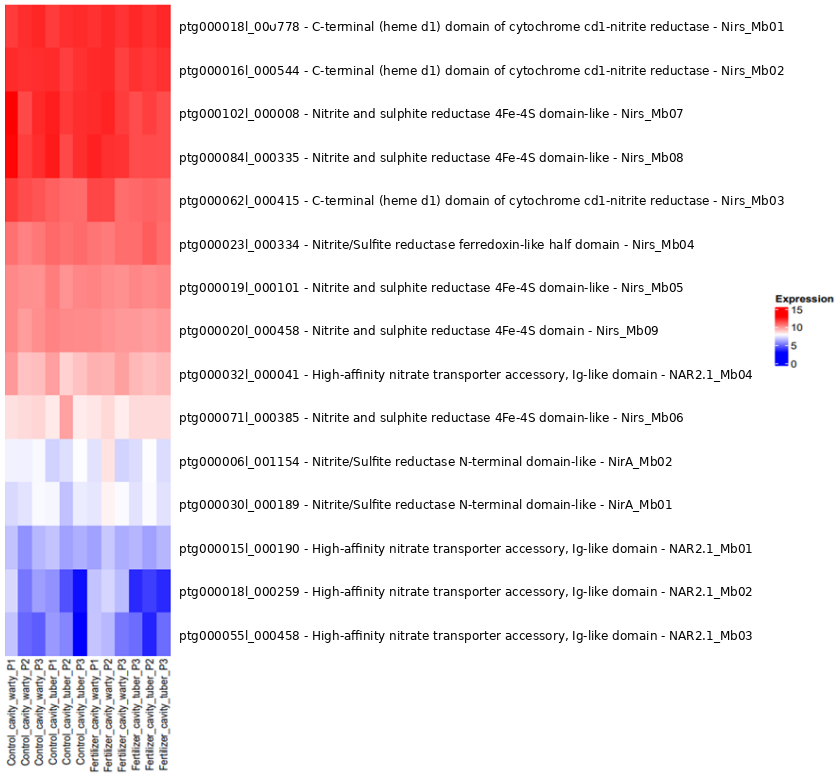 ptg000018l_00υ778 - C-terminal (heme d1) domain of cytochrome cd1-nitrite reductase - Nirs_Mb01
ptg000016l_000544 - C-terminal (heme d1) domain of cytochrome cd1-nitrite reductase - Nirs_Mb02
ptg000102l_000008 - Nitrite and sulphite reductase 4Fe-4S domain-like - Nirs_Mb07
ptg000084l_000335 - Nitrite and sulphite reductase 4Fe-4S domain-like - Nirs_Mb08
ptg000062l_000415 - C-terminal (heme d1) domain of cytochrome cd1-nitrite reductase - Nirs_Mb03
ptg000023l_000334 - Nitrite/Sulfite reductase ferredoxin-like half domain - Nirs_Mb04
ptg000019l_000101 - Nitrite and sulphite reductase 4Fe-4S domain-like - Nirs_Mb05
ptg000020l_000458 - Nitrite and sulphite reductase 4Fe-4S domain - Nirs_Mb09
ptg000032l_000041 - High-affinity nitrate transporter accessory, Ig-like domain - NAR2.1_Mb04
ptg000071l_000385 - Nitrite and sulphite reductase 4Fe-4S domain-like - Nirs_Mb06
ptg000006l_001154 - Nitrite/Sulfite reductase N-terminal domain-like - NirA_Mb02
ptg000030l_000189 - Nitrite/Sulfite reductase N-terminal domain-like - NirA_Mb01
ptg000015l_000190 - High-affinity nitrate transporter accessory, Ig-like domain - NAR2.1_Mb01
ptg000018l_000259 - High-affinity nitrate transporter accessory, Ig-like domain - NAR2.1_Mb02
ptg000055l_000458 - High-affinity nitrate transporter accessory, Ig-like domain - NAR2.1_Mb03
Expression
15
10
5
0
Control_cavity_warty_P1
Control_cavity_warty_P2
Control_cavity_warty_P3
Control_cavity_tuber_P1
Control_cavity_tuber_P2
Control_cavity_tuber_P3
Fertilizer_cavity_warty_P1
Fertilizer_cavity_warty_P2
Fertilizer_cavity_warty_P3
Fertilizer_cavity_tuber_P3
Fertilizer_cavity_tuber_P2
Fertilizer_cavity_tuber_P3